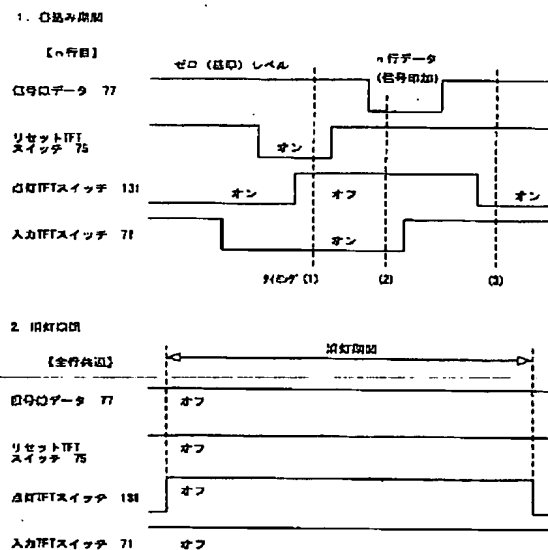 1. 書込み期間
【n行目】
ゼロ (信号) レベル
n 行データ
(信号印加)
信号線データ 77
リセットTFT
スイッチ 75
オン
点灯TFTスイッチ 131
オン オフ オン
入力TFTスイッチ 71
オン
タイミング (1) (2) (3)
2. 消灯期間
消灯期間
【全行共通】
信号線データ 77 オフ
リセットTFT
スイッチ 75 オフ
点灯TFTスイッチ 131 オフ
入力TFTスイッチ 71 オフ